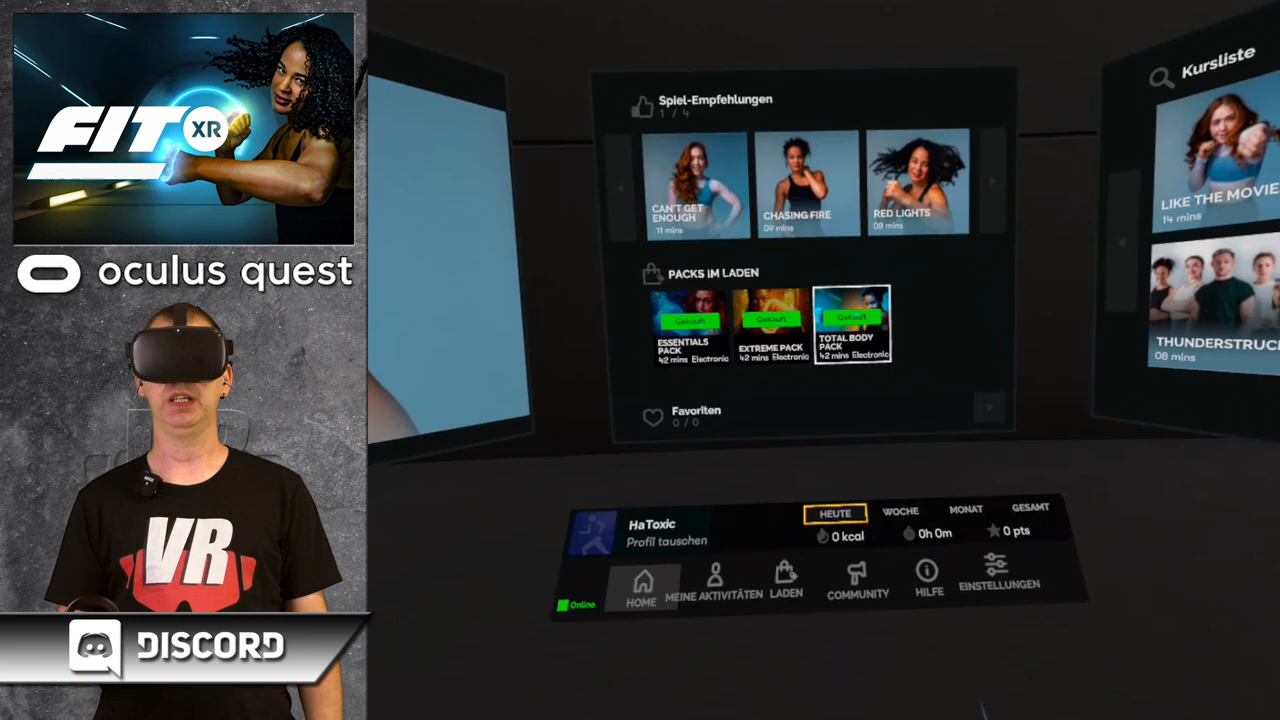 FIT XR
oculus quest
VR
DISCORD
Spiel-Empfehlungen
1 / 4
CAN'T GET
ENOUGH
11 mins
CHASING FIRE
09 mins
RED LIGHTS
08 mins
PACKS IM LADEN
Gekauft
ESSENTIALS
PACK
42 mins Electronic
Gekauft
EXTREME PACK
42 mins Electronic
Gekauft
TOTAL BODY
PACK
42 mins Electronic
Favoriten
0 / 0
Kursliste
LIKE THE MOVIE
14 mins
THUNDERSTRUC
08 mins
HaToxic
Profil tauschen
HEUTE
WOCHE
MONAT
GESAMT
0 kcal
0h 0m
0 pts
Online
HOME
MEINE AKTIVITÄTEN
LADEN
COMMUNITY
HILFE
EINSTELLUNGEN